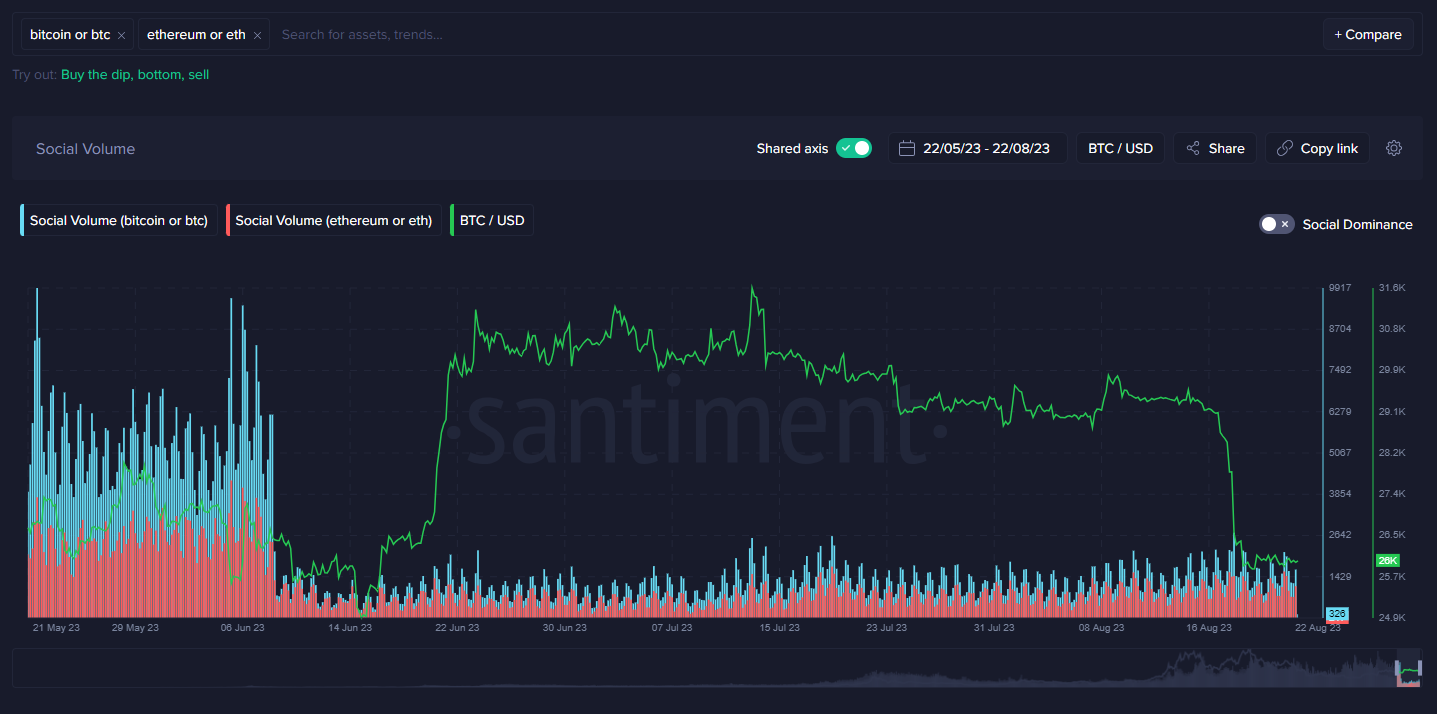 bitcoin or btc × ethereum or eth × Search for assets, trends... + Compare
Try out: Buy the dip, bottom, sell
Social Volume Shared axis 22/05/23 - 22/08/23 BTC / USD Share Copy link
Social Volume (bitcoin or btc) Social Volume (ethereum or eth) BTC / USD Social Dominance
·santiment·
9917 31.6K
8704 30.8K
7492 29.9K
6279 29.1K
5067 28.2K
3854 27.4K
2642 26.5K
26K
1429 25.7K
326
24.9K
21 May 23 29 May 23 06 Jun 23 14 Jun 23 22 Jun 23 30 Jun 23 07 Jul 23 15 Jul 23 23 Jul 23 31 Jul 23 08 Aug 23 16 Aug 23 22 Aug 23